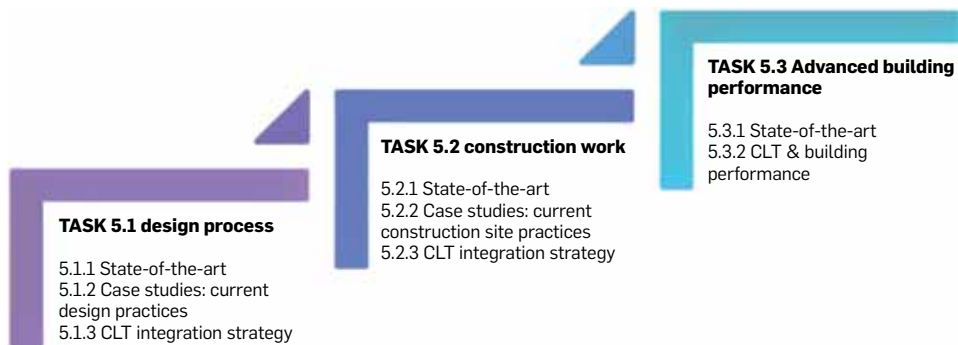 TASK 5.1 design process
5.1.1 State-of-the-art
5.1.2 Case studies: current
design practices
5.1.3 CLT integration strategy
TASK 5.2 construction work
5.2.1 State-of-the-art
5.2.2 Case studies: current
construction site practices
5.2.3 CLT integration strategy
TASK 5.3 Advanced building
performance
5.3.1 State-of-the-art
5.3.2 CLT & building
performance